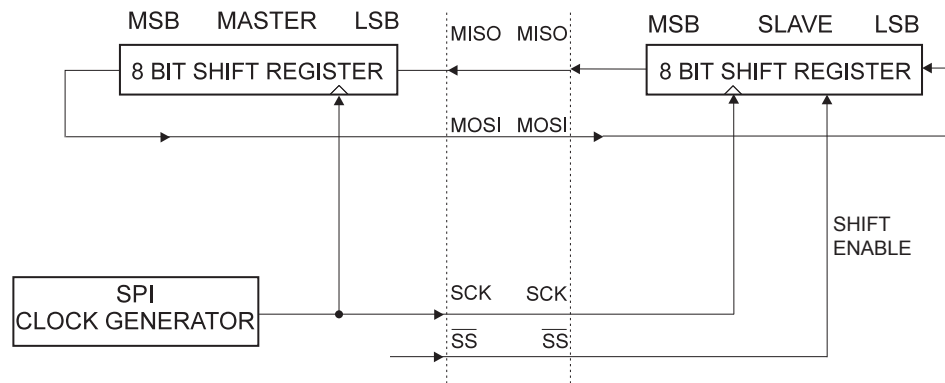 MSB MASTER LSB
8 BIT SHIFT REGISTER
MISO MISO
MSB SLAVE LSB
8 BIT SHIFT REGISTER
MOSI MOSI
SHIFT
ENABLE
SPI
CLOCK GENERATOR
SCK SCK
SS SS